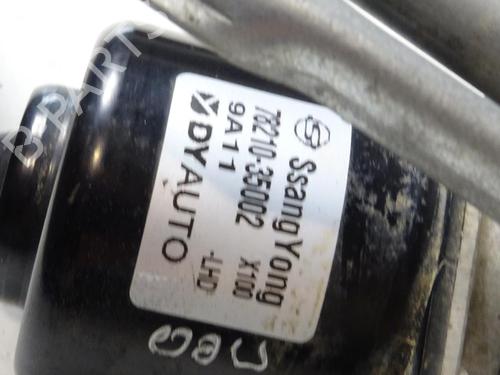 SsangYong
78210-35002 X100
9A11 -LHD
DYAUTO
B-PARTS